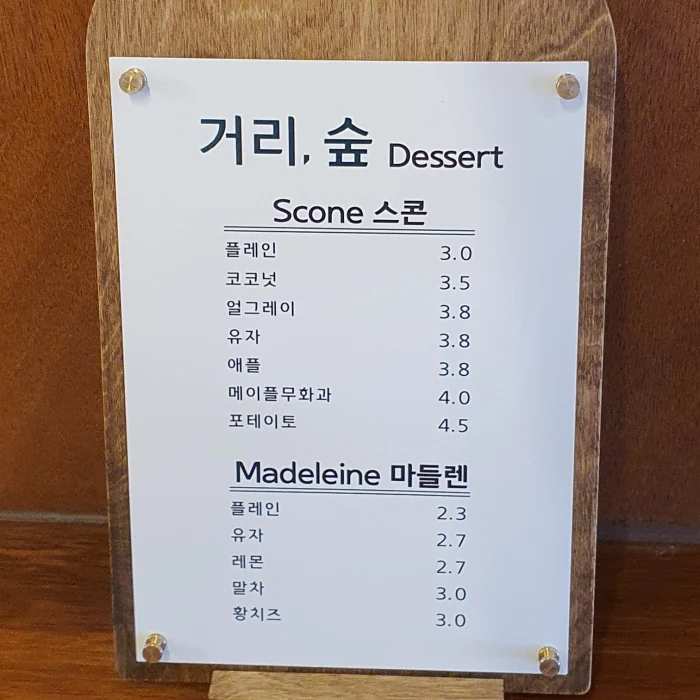 거리, 숲 Dessert
Scone 스콘
플레인 3.0
코코넛 3.5
얼그레이 3.8
유자 3.8
애플 3.8
메이플무화과 4.0
포테이토 4.5
Madeleine 마들렌
플레인 2.3
유자 2.7
레몬 2.7
말차 3.0
황치즈 3.0